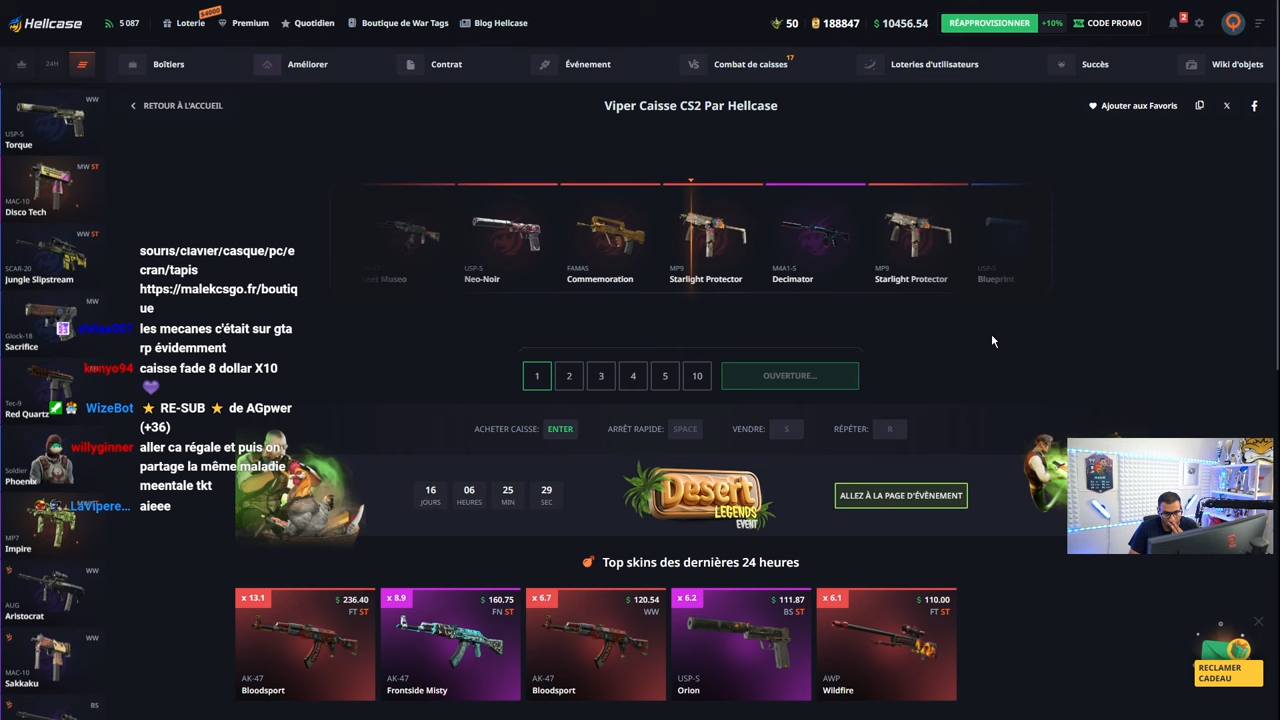 Hellcase
5 087
$4000
Loterie
Premium
Quotidien
Boutique de War Tags
Blog Hellcase
50
188847
$ 10456.54
RÉAPPROVISIONNER
+10%
CODE PROMO
2
24H
Boîtiers
Améliorer
Contrat
Événement
VS
Combat de caisses
17
Loteries d'utilisateurs
Succès
Wiki d'objets
RETOUR À L'ACCUEIL
Viper Caisse CS2 Par Hellcase
Ajouter aux Favoris
WW
USP-S
Torque
MW ST
MAC-10
Disco Tech
WW ST
SCAR-20
Jungle Slipstream
MW
Glock-18
Sacrifice
Tec-9
Red Quartz
Soldier
Phoenix
MP7
Impire
WW
AUG
Aristocrat
WW
MAC-10
Sakkaku
BS
souris/clavier/casque/pc/e
cran/tapis
https://malekcsgo.fr/boutiq
ue
les mecanes c'était sur gta
rp évidemment
kunyo94 caisse fade 8 dollar X10
WizeBot ⭐ RE-SUB ⭐ de AGpwer
(+36)
willyginner aller ca régale et puis on
partage la même maladie
meentale tkt
LaVipere... aieee
Museo
USP-S
Neo-Noir
FAMAS
Commemoration
MP9
Starlight Protector
M4A1-S
Decimator
MP9
Starlight Protector
USP-S
Blueprint
1
2
3
4
5
10
OUVERTURE...
ACHETER CAISSE: ENTER
ARRÊT RAPIDE: SPACE
VENDRE: S
RÉPÉTER: R
16
JOURS
06
HEURES
25
MIN
29
SEC
Desert
LEGENDS
EVENT
ALLEZ À LA PAGE D'ÉVÈNEMENT
Top skins des dernières 24 heures
x 13.1
$ 236.40
FT ST
AK-47
Bloodsport
x 8.9
$ 160.75
FN ST
AK-47
Frontside Misty
x 6.7
$ 120.54
WW
AK-47
Bloodsport
x 6.2
$ 111.87
BS ST
USP-S
Orion
x 6.1
$ 110.00
FT ST
AWP
Wildfire
RECLAMER
CADEAU